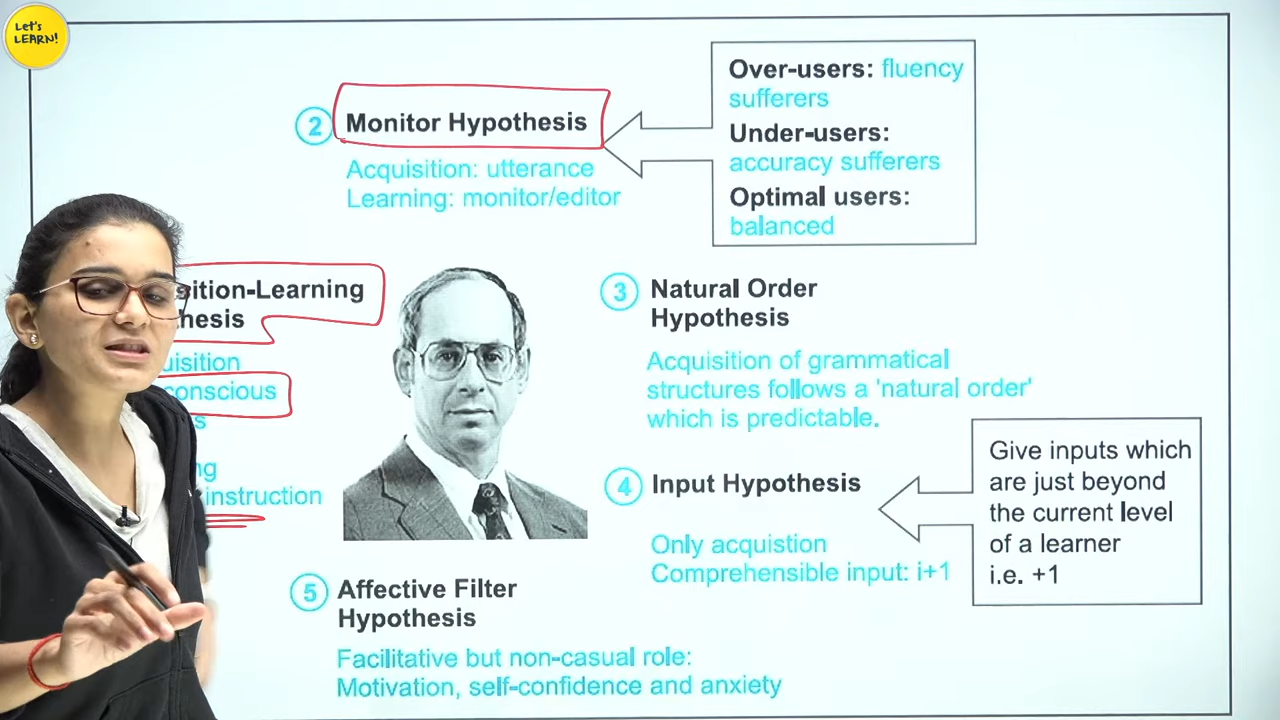 Let's
LEARN!
2
Monitor Hypothesis
Acquisition: utterance
Learning: monitor/editor
Over-users: fluency
sufferers
Under-users:
accuracy sufferers
Optimal users:
balanced
sition-Learning
hesis
uisition
conscious
s
ng
instruction
3
Natural Order
Hypothesis
Acquisition of grammatical
structures follows a 'natural order'
which is predictable.
4
Input Hypothesis
Only acquistion
Comprehensible input: i+1
Give inputs which
are just beyond
the current level
of a learner
i.e. +1
5
Affective Filter
Hypothesis
Facilitative but non-casual role:
Motivation, self-confidence and anxiety